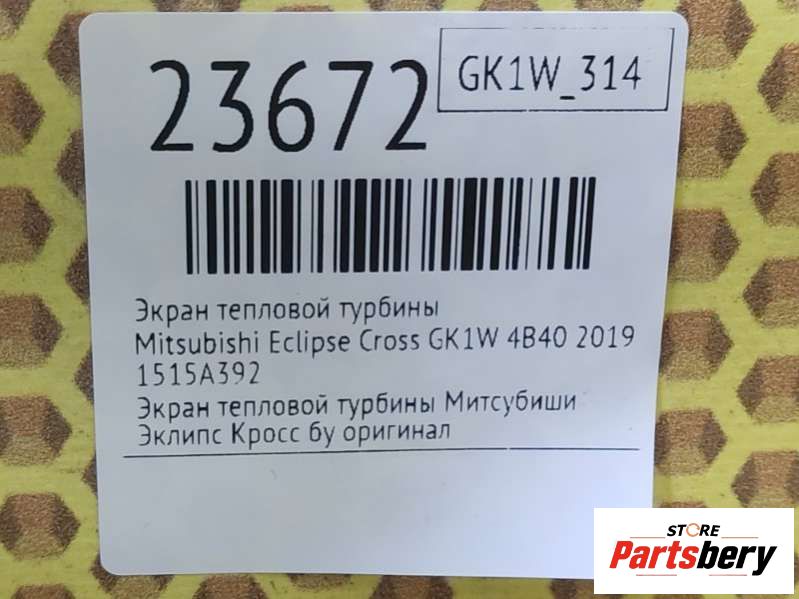 23672
GK1W_314
Экран тепловой турбины
Mitsubishi Eclipse Cross GK1W 4B40 2019
1515A392
Экран тепловой турбины Митсубиши
Эклипс Кросс бу оригинал
STORE
Partsbery